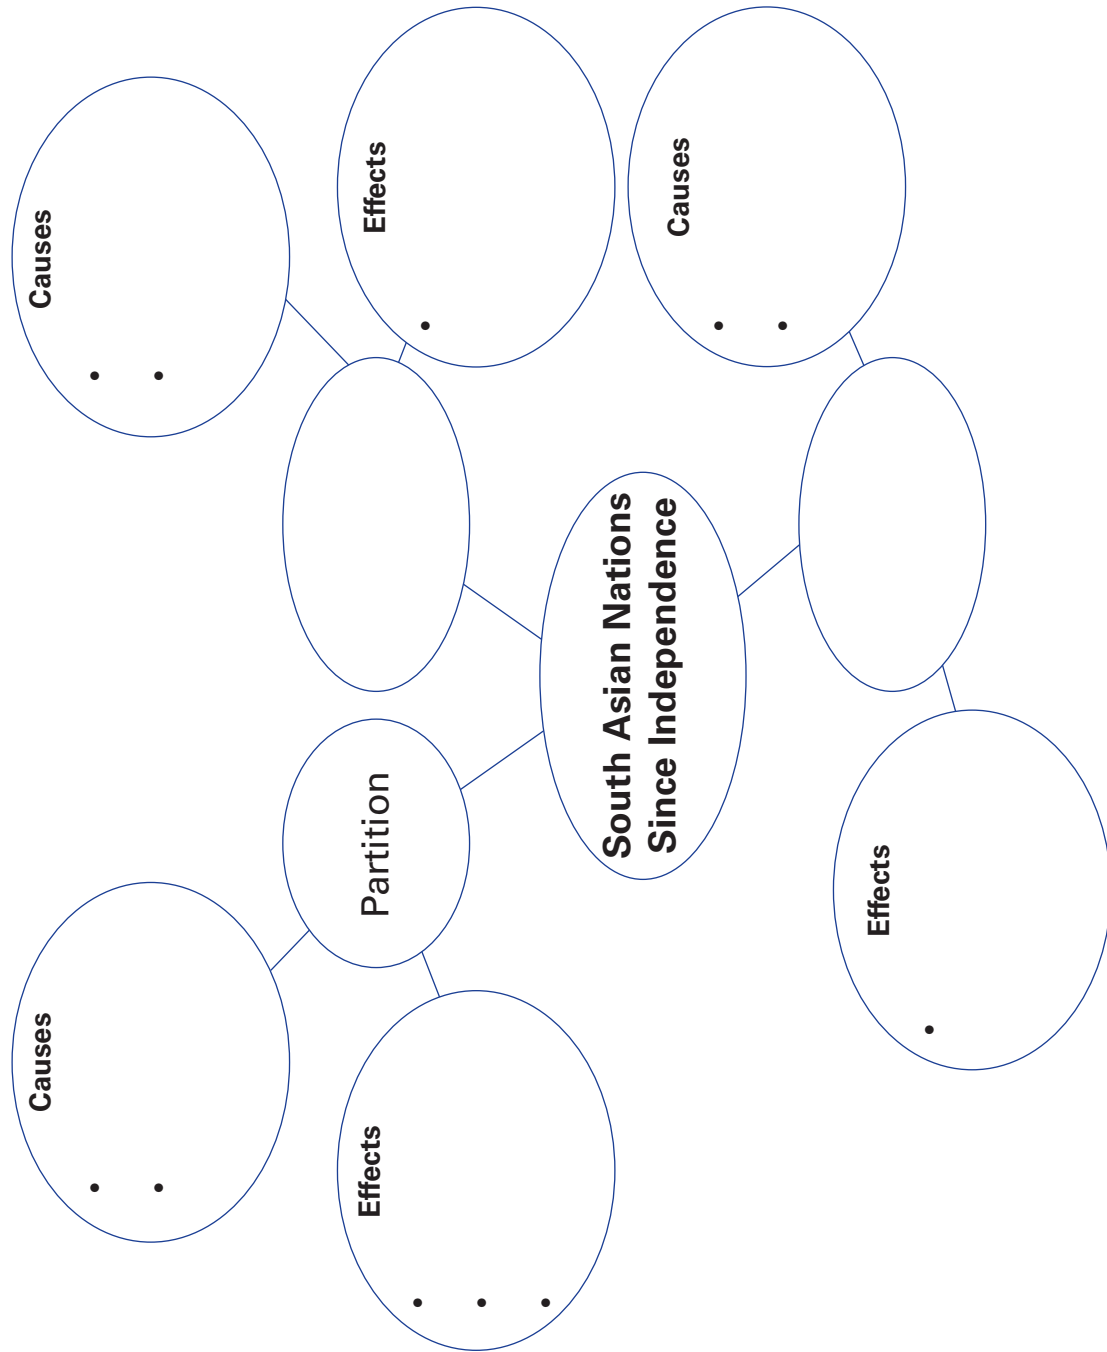 Causes
Causes
Effects
Partition
Effects
South Asian Nations
Since Independence
Causes
Effects